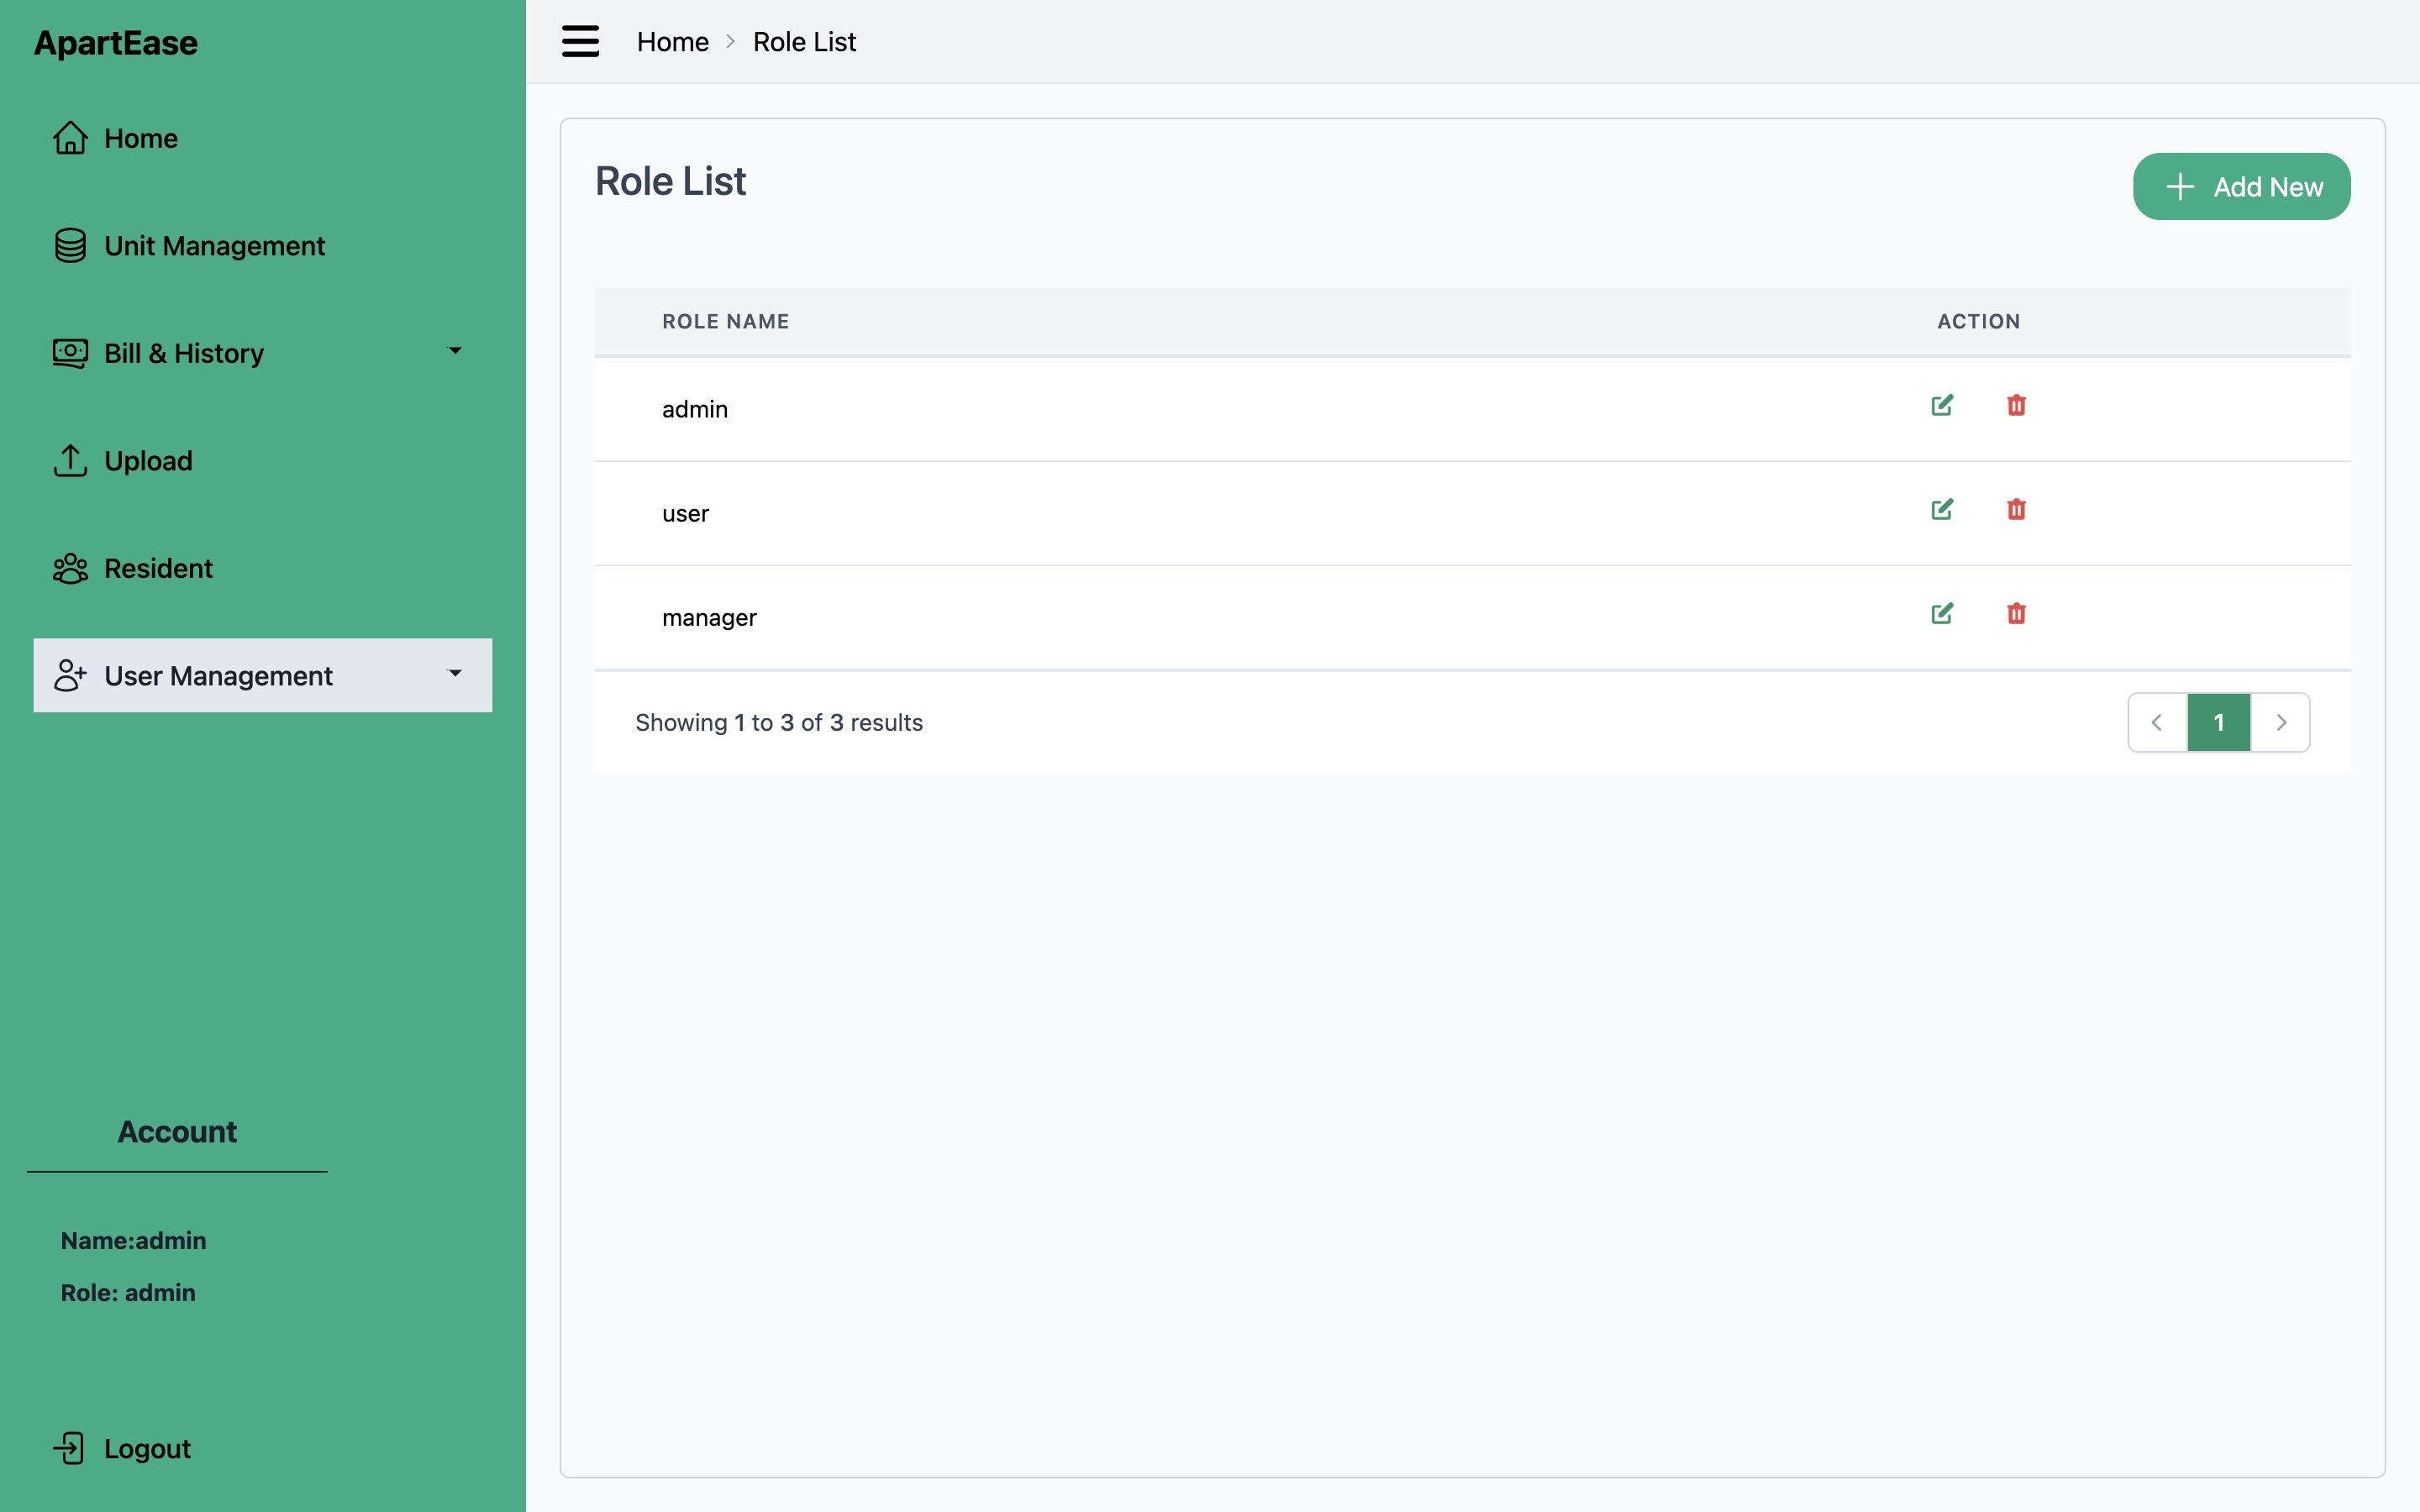 ApartEase
Home
Unit Management
Bill & History
Upload
Resident
User Management
Account
Name:admin
Role: admin
Logout
Home > Role List
Role List
Add New
ROLE NAME ACTION
admin
user
manager
Showing 1 to 3 of 3 results
1